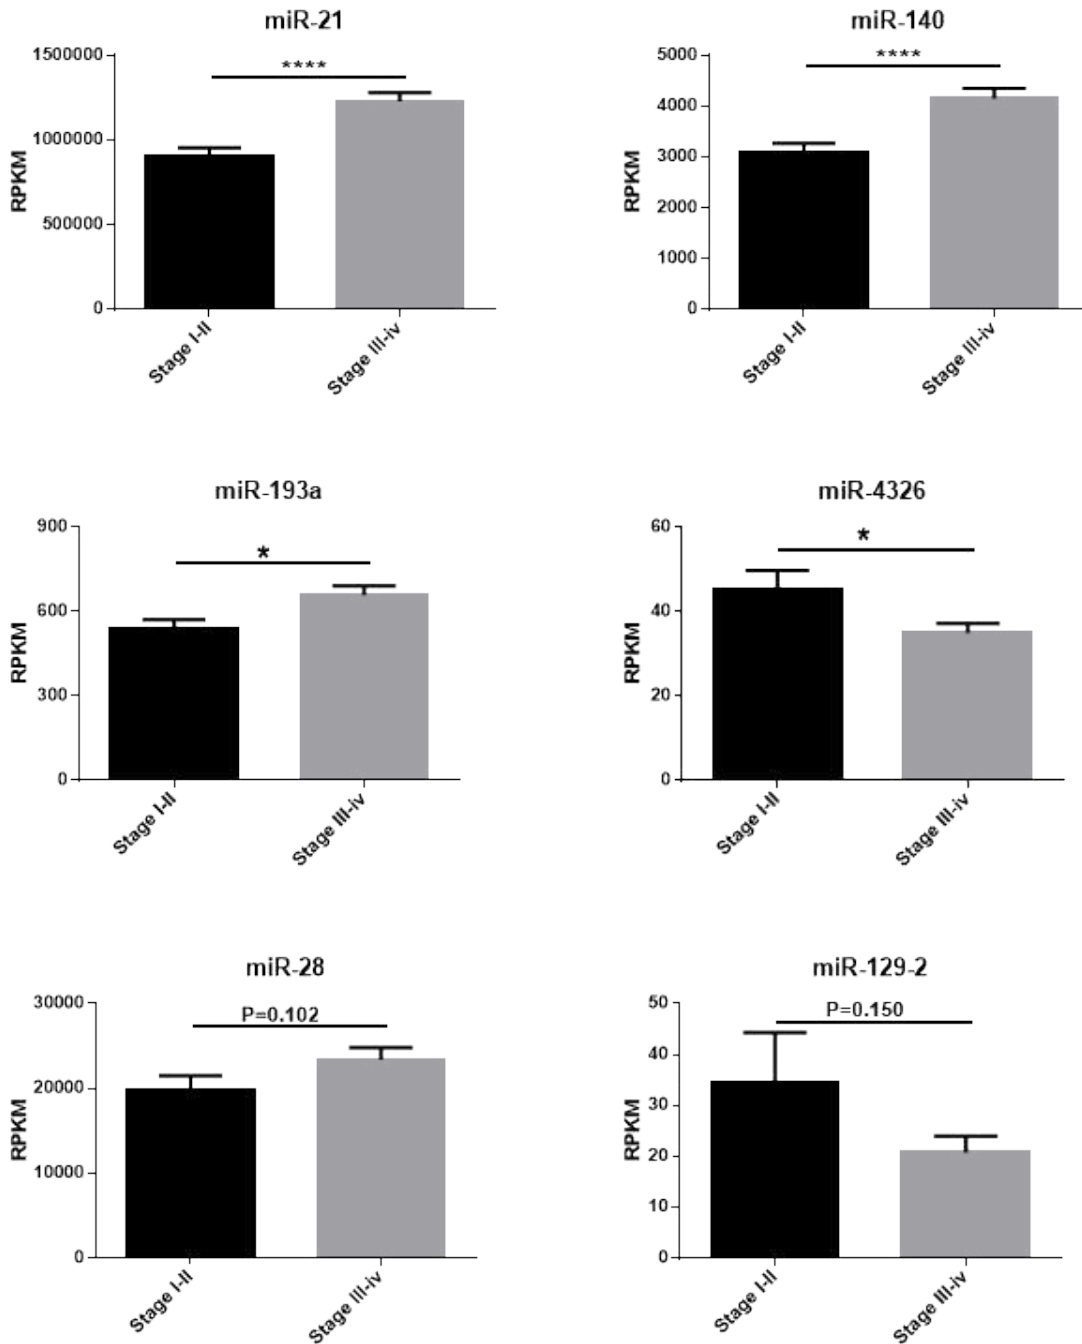 miR-21
****
1500000
1000000
500000
0
RPKM
Stage I-II
Stage III-iv
miR-140
****
5000
4000
3000
2000
1000
0
RPKM
Stage I-II
Stage III-iv
miR-193a
*
900
600
300
0
RPKM
Stage I-II
Stage III-iv
miR-4326
*
60
40
20
0
RPKM
Stage I-II
Stage III-iv
miR-28
P=0.102
30000
20000
10000
0
RPKM
Stage I-II
Stage III-iv
miR-129-2
P=0.150
50
40
30
20
10
0
RPKM
Stage I-II
Stage III-iv